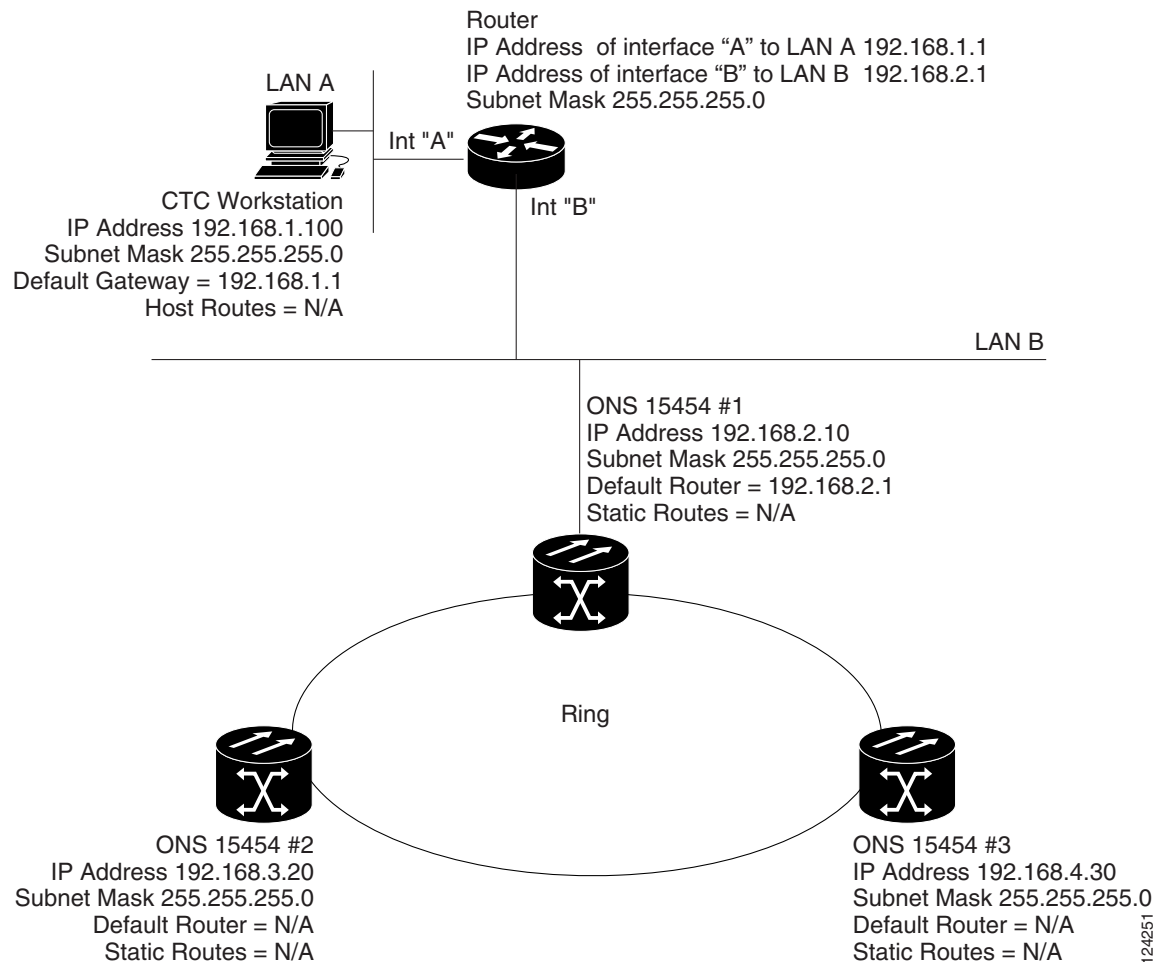 Router
IP Address of interface “A” to LAN A 192.168.1.1
IP Address of interface “B” to LAN B 192.168.2.1
Subnet Mask 255.255.255.0
LAN A
Int "A"
CTC Workstation
IP Address 192.168.1.100
Subnet Mask 255.255.255.0
Default Gateway = 192.168.1.1
Host Routes = N/A
Int "B"
LAN B
ONS 15454 #1
IP Address 192.168.2.10
Subnet Mask 255.255.255.0
Default Router = 192.168.2.1
Static Routes = N/A
Ring
ONS 15454 #2
IP Address 192.168.3.20
Subnet Mask 255.255.255.0
Default Router = N/A
Static Routes = N/A
ONS 15454 #3
IP Address 192.168.4.30
Subnet Mask 255.255.255.0
Default Router = N/A
Static Routes = N/A
124251